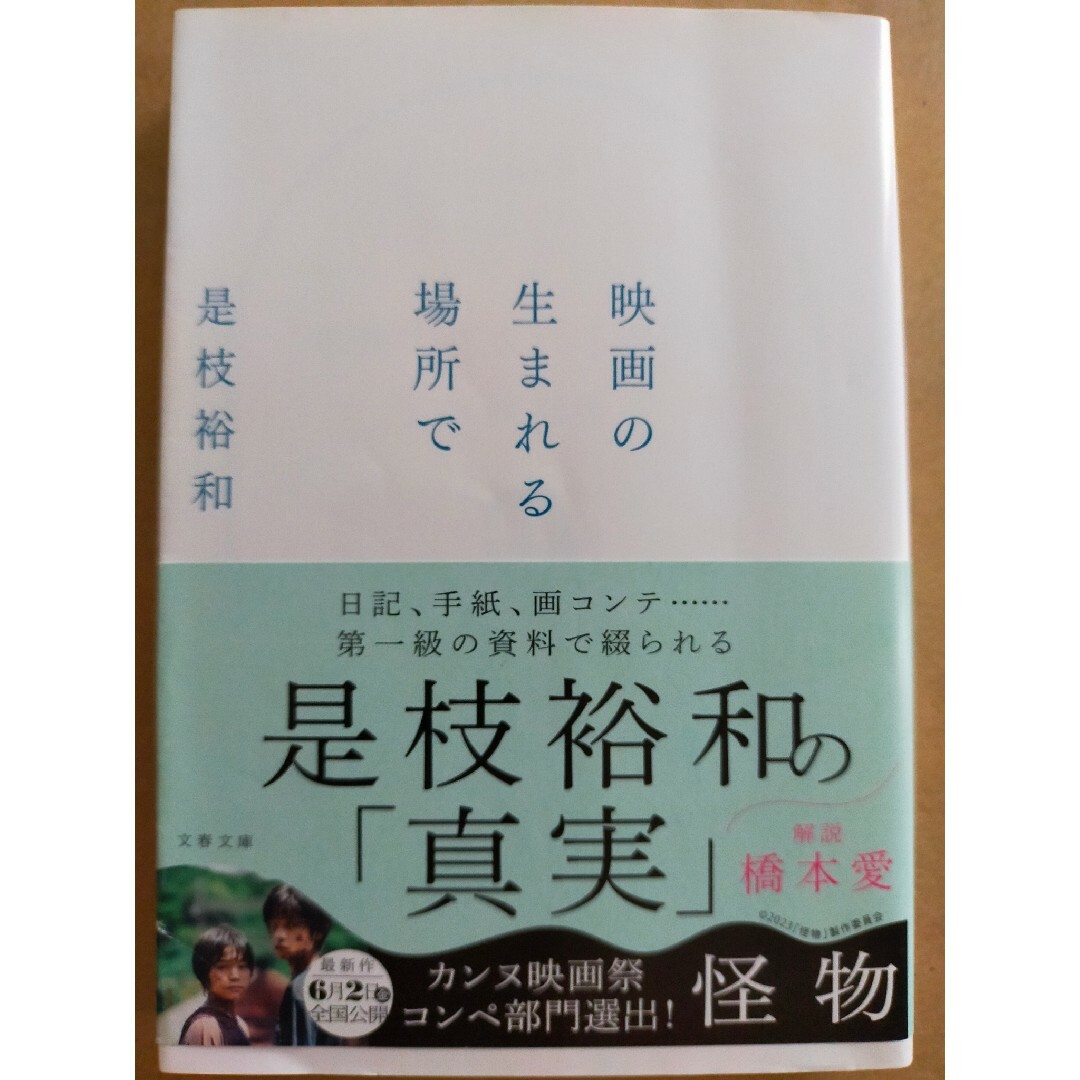 映画の
生まれる
場所で
是枝裕和
日記、手紙、画コンテ……
第一級の資料で綴られる
是枝裕和の
「真実」
解説
橋本愛
文春文庫
©2023「怪物」製作委員会
最新作
6月2日㊎
全国公開
カンヌ映画祭
コンペ部門選出!
怪物